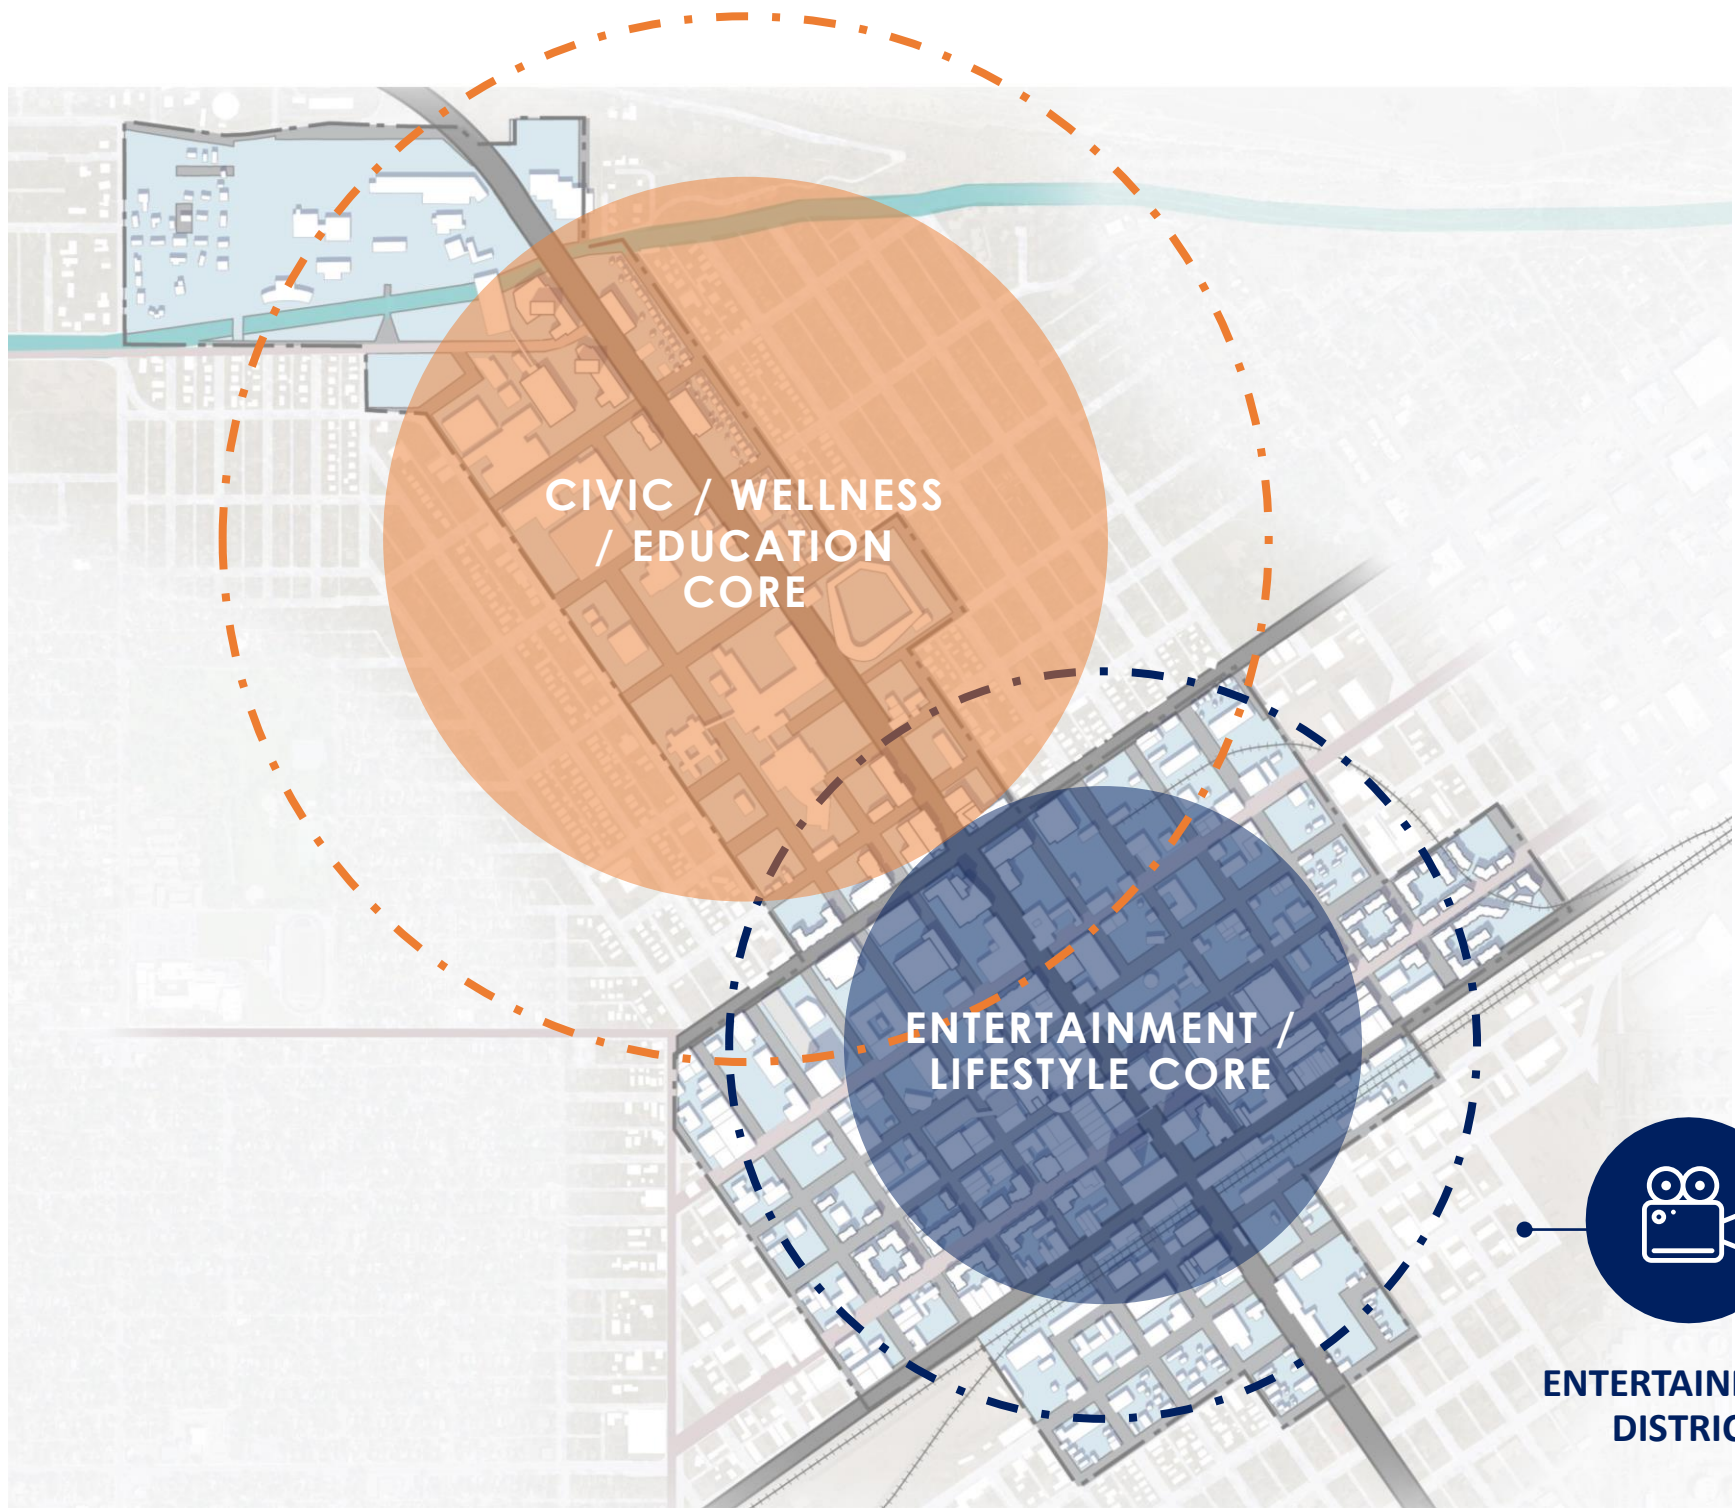 CIVIC / WELLNESS
/ EDUCATION
CORE
ENTERTAINMENT /
LIFESTYLE CORE